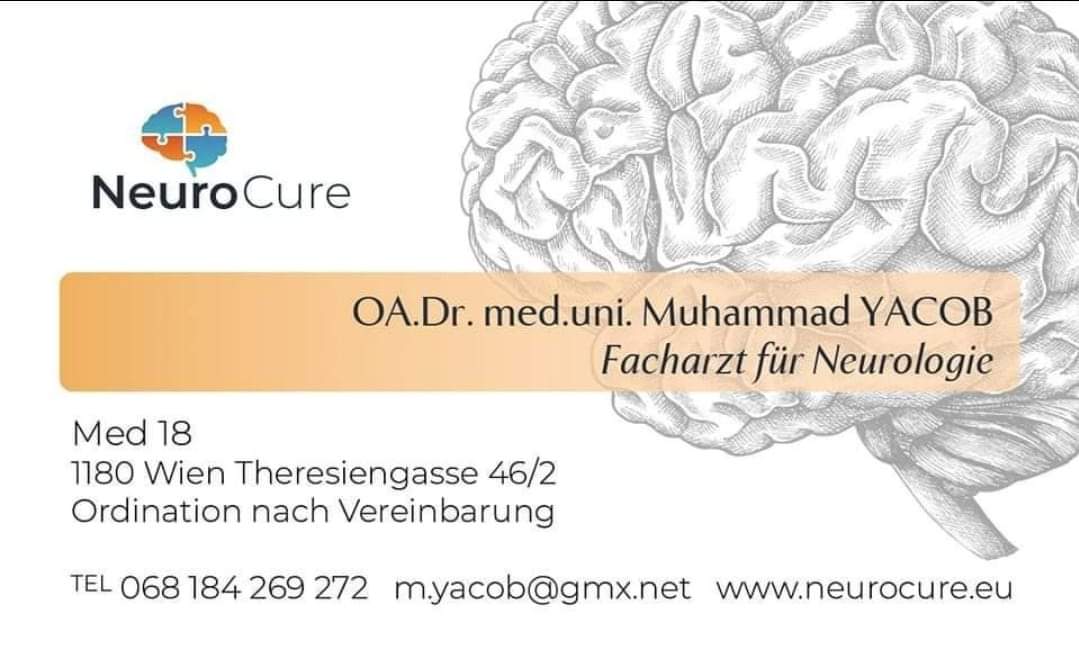 NeuroCure
OA.Dr. med.uni. Muhammad YACOB
Facharzt für Neurologie
Med 18
1180 Wien Theresiengasse 46/2
Ordination nach Vereinbarung
TEL 068 184 269 272 m.yacob@gmx.net www.neurocure.eu